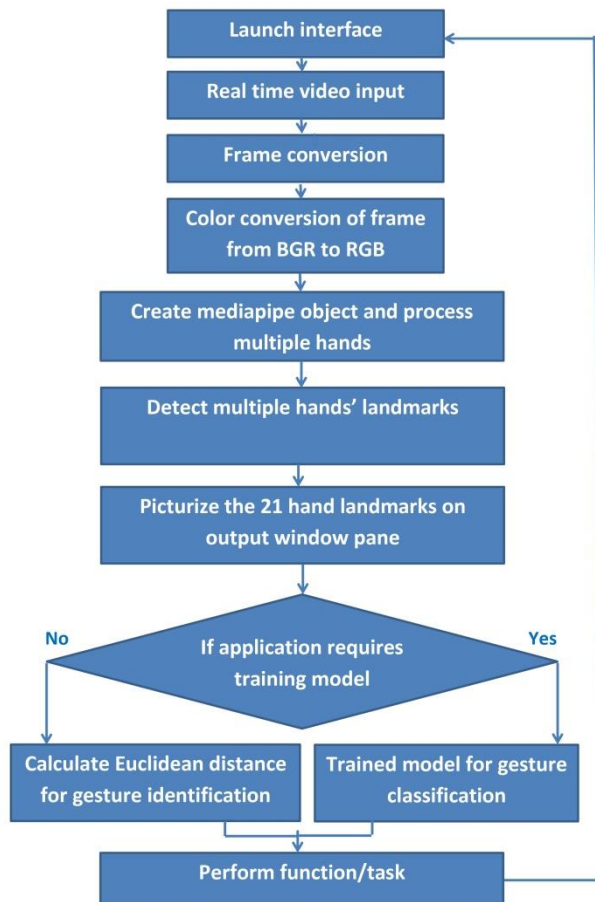 Launch interface
Real time video input
Frame conversion
Color conversion of frame
from BGR to RGB
Create mediapipe object and process
multiple hands
Detect multiple hands’ landmarks
Picturize the 21 hand landmarks on
output window pane
No
Yes
If application requires
training model
Calculate Euclidean distance
for gesture identification
Trained model for gesture
classification
Perform function/task